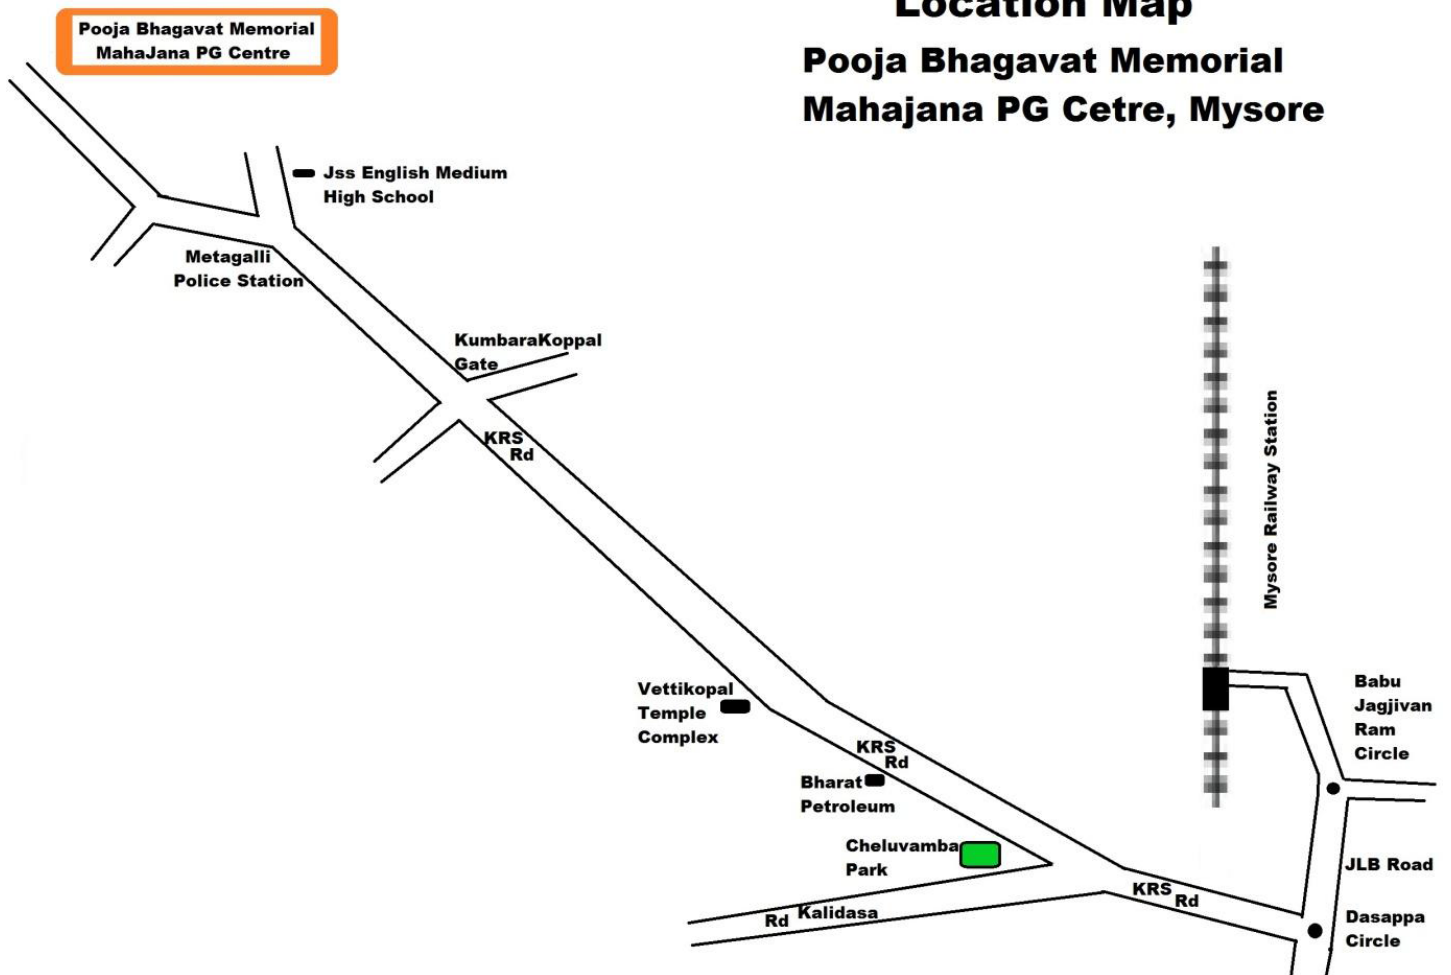 Location Map
Pooja Bhagavat Memorial
Mahajana PG Cetre, Mysore
Pooja Bhagavat Memorial
MahaJana PG Centre
Jss English Medium
High School
Metagalli
Police Station
KumbaraKoppal
Gate
KRS
Rd
Mysore Railway Station
Vettikopal
Temple
Complex
KRS
Rd
Bharat
Petroleum
Cheluvamba
Park
Rd Kalidasa
KRS
Rd
Babu
Jagjivan
Ram
Circle
JLB Road
Dasappa
Circle